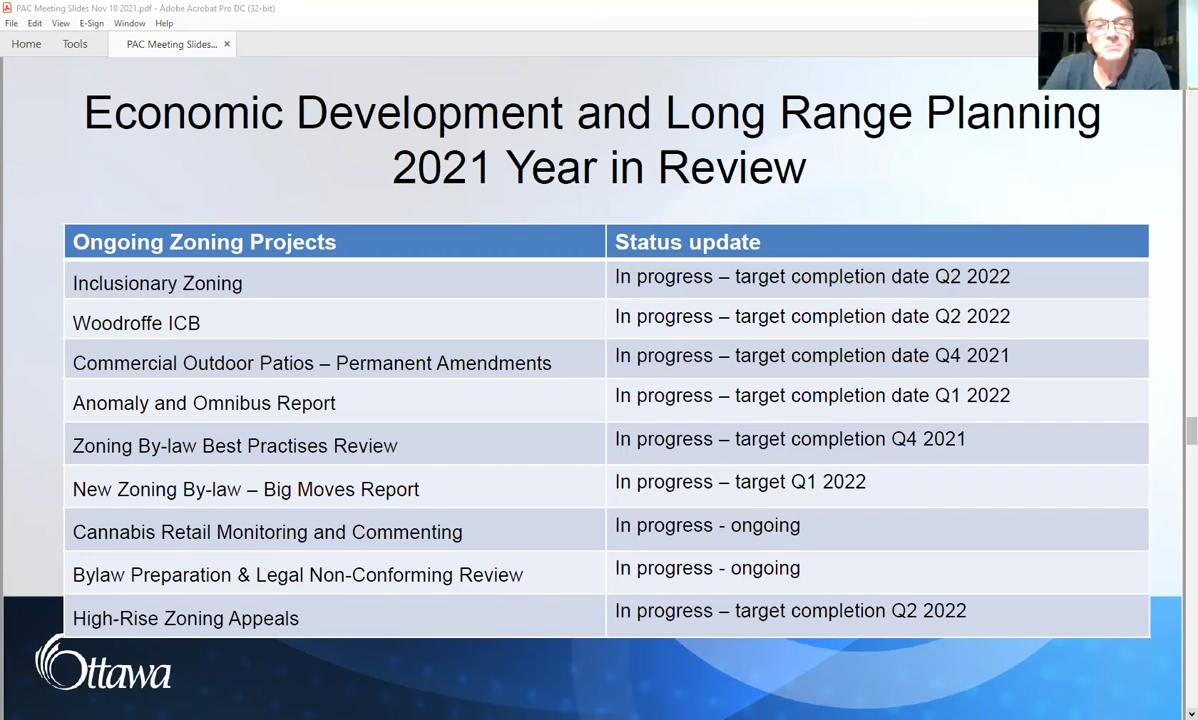 PAC Meeting Slides Nov 10 2021.pdf - Adobe Acrobat Pro DC (32-bit)
File Edit View E-Sign Window Help
Home Tools PAC Meeting Slides... ×
Economic Development and Long Range Planning
2021 Year in Review
Ongoing Zoning Projects Status update
Inclusionary Zoning In progress – target completion date Q2 2022
Woodroffe ICB In progress – target completion date Q2 2022
Commercial Outdoor Patios – Permanent Amendments In progress – target completion date Q4 2021
Anomaly and Omnibus Report In progress – target completion date Q1 2022
Zoning By-law Best Practises Review In progress – target completion Q4 2021
New Zoning By-law – Big Moves Report In progress – target Q1 2022
Cannabis Retail Monitoring and Commenting In progress - ongoing
Bylaw Preparation & Legal Non-Conforming Review In progress - ongoing
High-Rise Zoning Appeals In progress – target completion Q2 2022
Ottawa